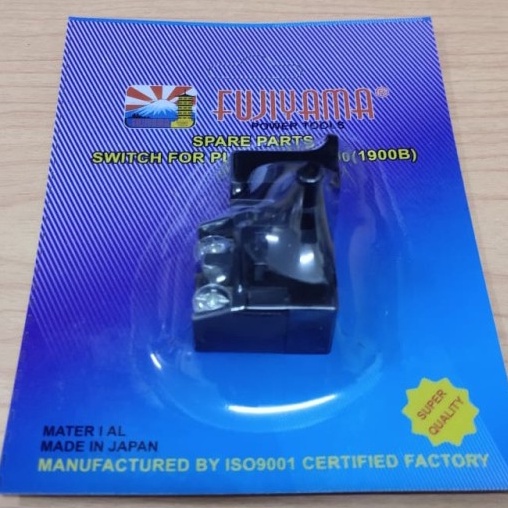 FUJIYAMA®
POWER TOOLS
SPARE PARTS
SWITCH FOR 0(1900B)
SUPER
QUALITY
MATER I AL
MADE IN JAPAN
MANUFACTURED BY ISO9001 CERTIFIED FACTORY